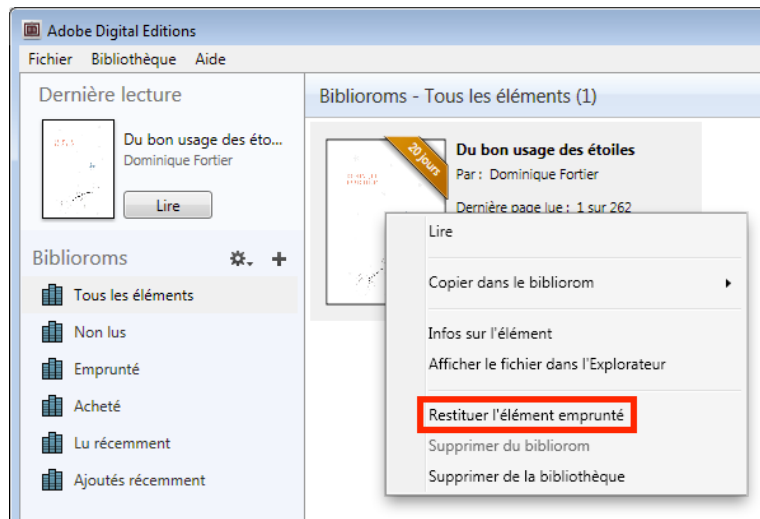 Adobe Digital Editions
Fichier Bibliothèque Aide
Dernière lecture
Du bon usage des éto...
Dominique Fortier
Lire
Biblioroms
Tous les éléments
Non lus
Emprunté
Acheté
Lu récemment
Ajoutés récemment
Biblioroms - Tous les éléments (1)
20 jours
Du bon usage des étoiles
Par : Dominique Fortier
Dernière page lue : 1 sur 262
Lire
Copier dans le bibliorom
Infos sur l'élément
Afficher le fichier dans l'Explorateur
Restituer l'élément emprunté
Supprimer du bibliorom
Supprimer de la bibliothèque